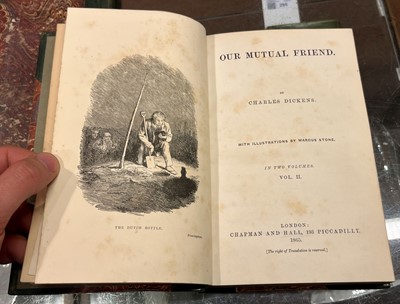 THE DUTCH BOTTLE.
OUR MUTUAL FRIEND.
BY
CHARLES DICKENS.
WITH ILLUSTRATIONS BY MARCUS STONE.
IN TWO VOLUMES
VOL. II.
LONDON:
CHAPMAN AND HALL, 193 PICCADILLY.
1865.
[The right of Translation is reserved.]